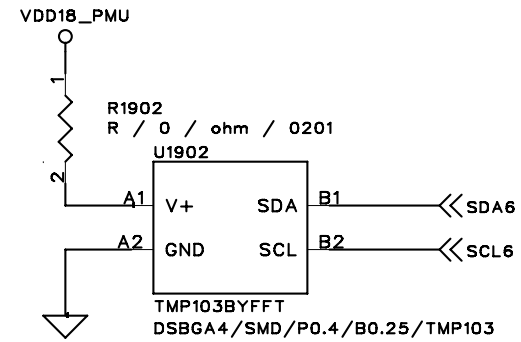 VDD18_PMU
1
R1902
R / 0 / ohm / 0201
2
U1902
A1 V+ SDA B1 SDA6
A2 GND SCL B2 SCL6
TMP103BYFFT
DSBGA4/SMD/P0.4/B0.25/TMP103